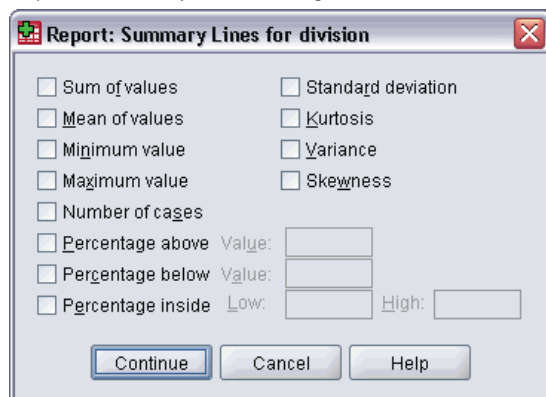 Report: Summary Lines for division
Sum of values
Standard deviation
Mean of values
Kurtosis
Minimum value
Variance
Maximum value
Skewness
Number of cases
Percentage above Value:
Percentage below Value:
Percentage inside Low: High:
Continue Cancel Help